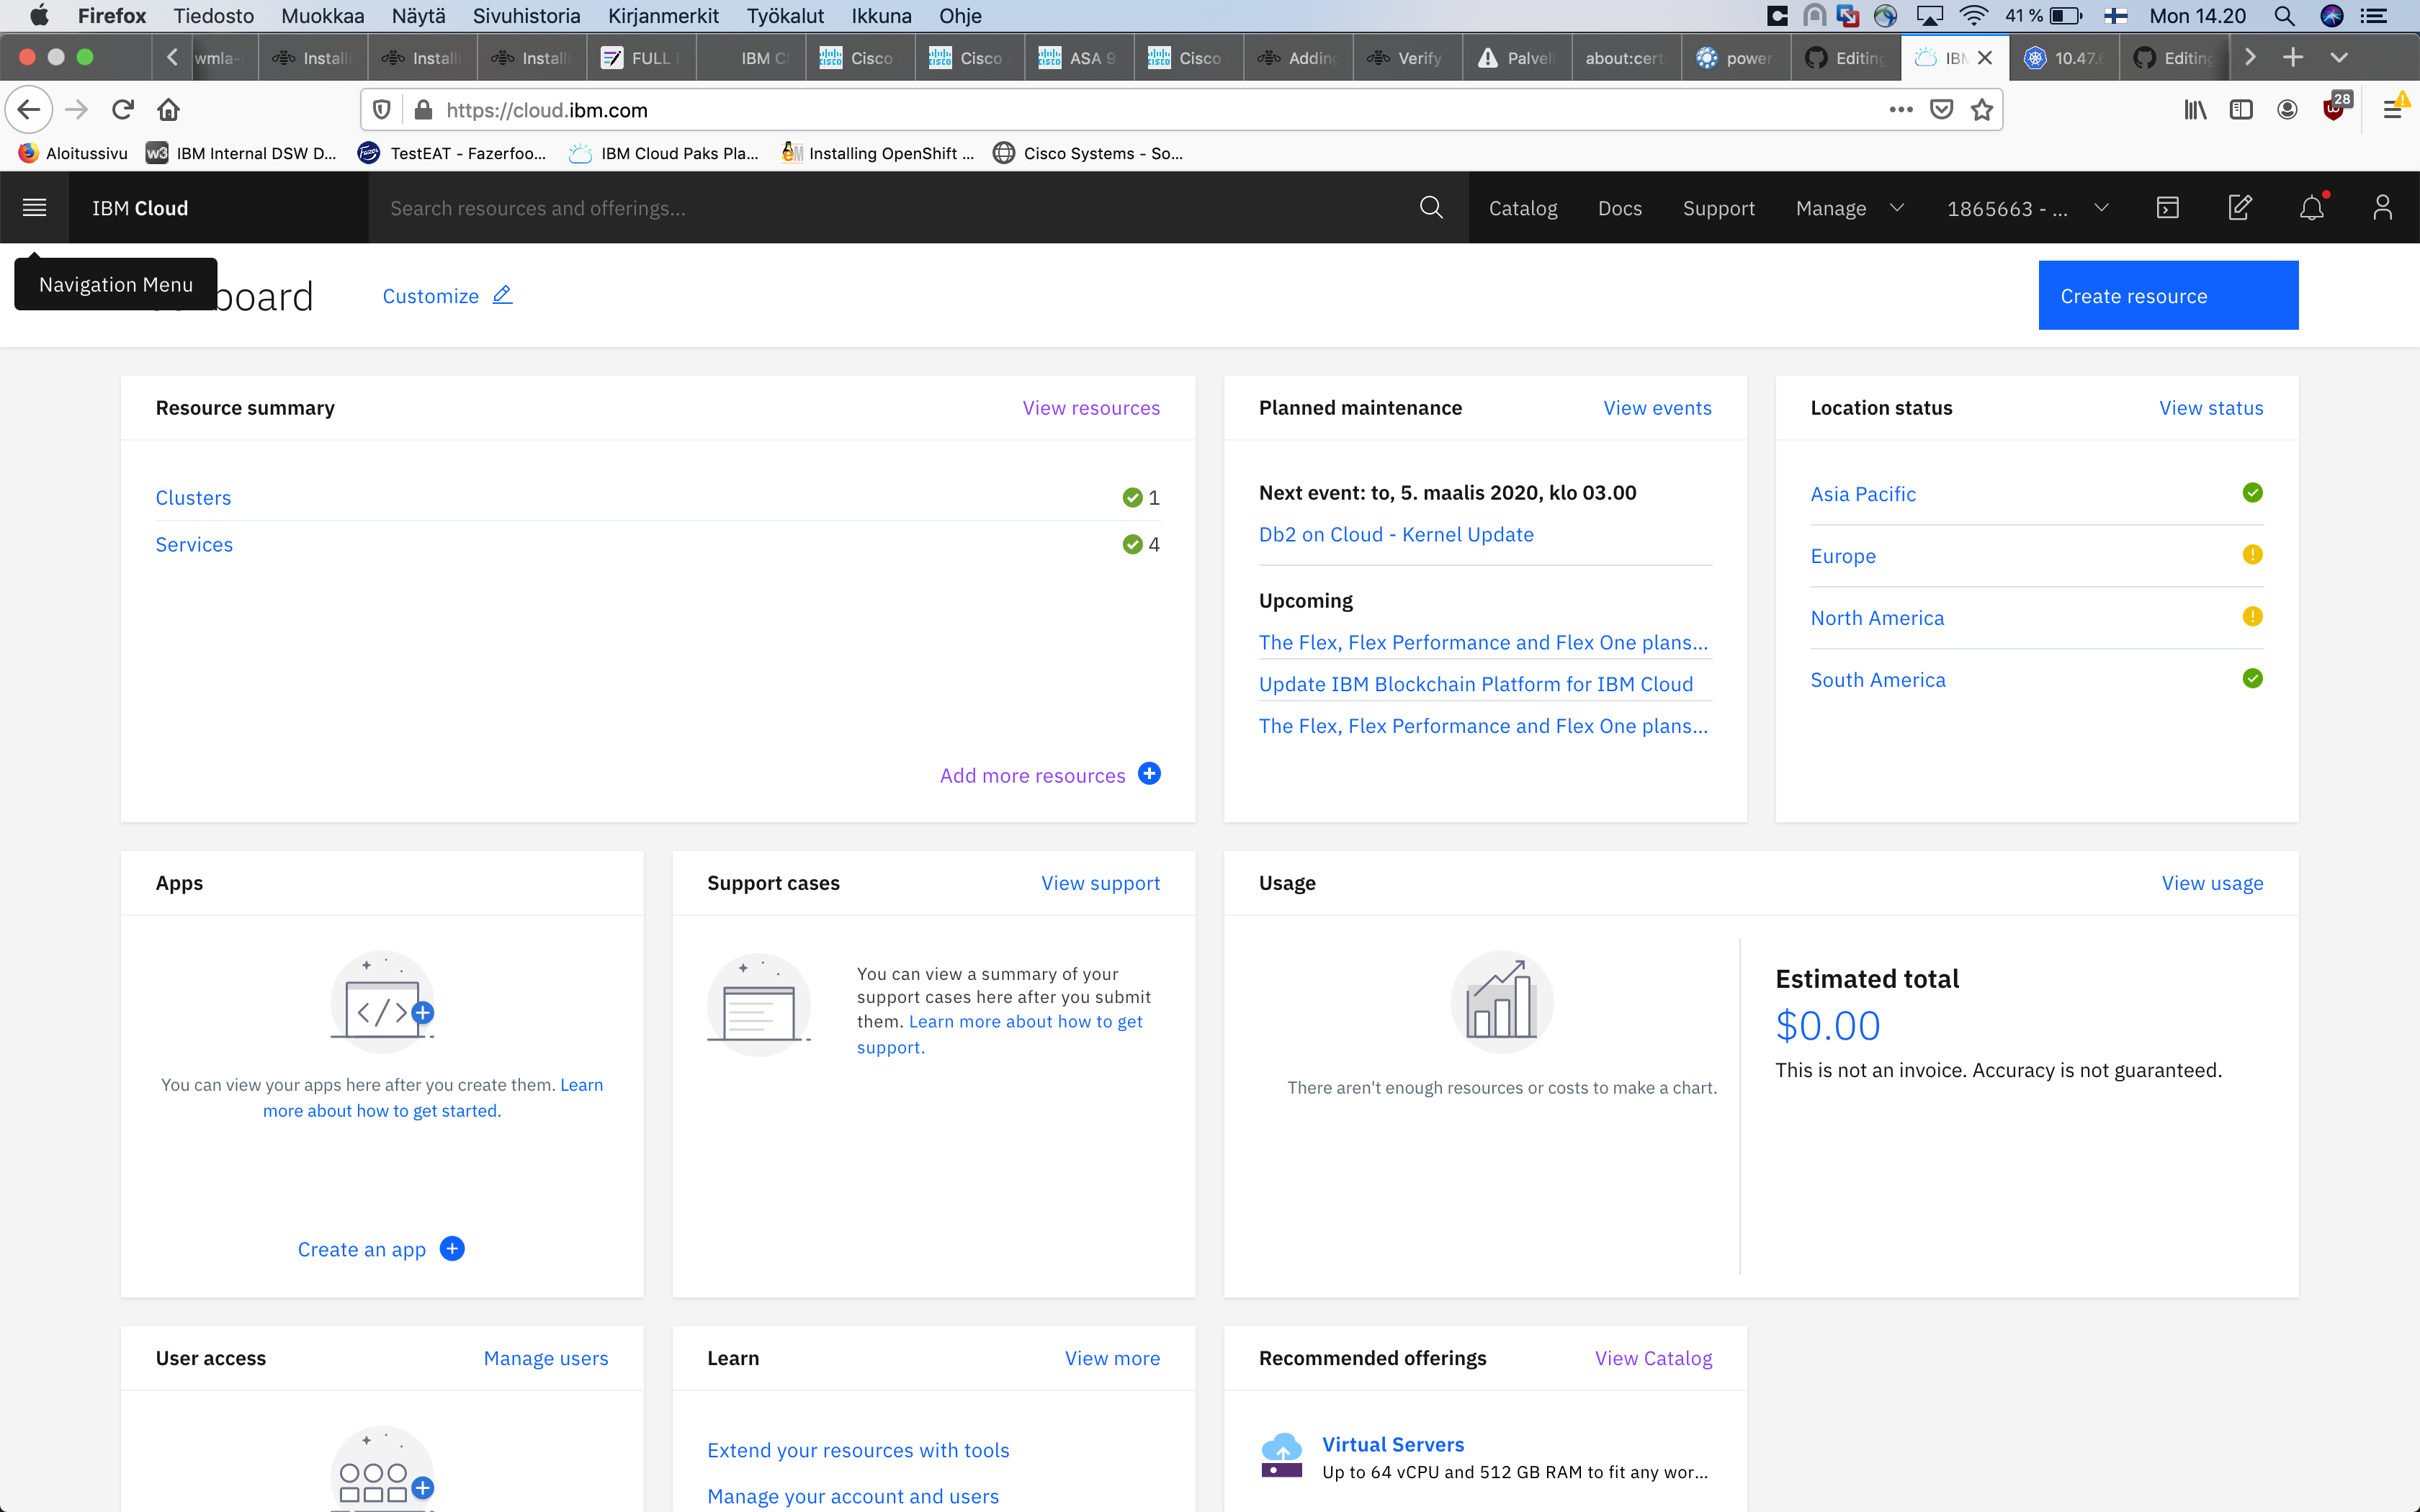 Firefox Tiedosto Muokkaa Näytä Sivuhistoria Kirjanmerkit Työkalut Ikkuna Ohje 41 % Mon 14.20
wmla- Install Install Install FULL IBM C Cisco Cisco ASA 9 Cisco Adding Verify Palveli about:cert power Editing IBM 10.47.6 Editing
https://cloud.ibm.com 28
Aloitussivu w3 IBM Internal DSW D... Fazer TestEAT - Fazerfoo... IBM Cloud Paks Pla... Installing OpenShift ... Cisco Systems - So...
IBM Cloud Search resources and offerings... Catalog Docs Support Manage 1865663 - ...
Navigation Menu
board Customize Create resource
Resource summary View resources
Clusters 1
Services 4
Add more resources
Planned maintenance View events
Next event: to, 5. maalis 2020, klo 03.00
Db2 on Cloud - Kernel Update
Upcoming
The Flex, Flex Performance and Flex One plans...
Update IBM Blockchain Platform for IBM Cloud
The Flex, Flex Performance and Flex One plans...
Location status View status
Asia Pacific
Europe
North America
South America
Apps
You can view your apps here after you create them. Learn
more about how to get started.
Create an app
Support cases View support
You can view a summary of your
support cases here after you submit
them. Learn more about how to get
support.
Usage View usage
There aren't enough resources or costs to make a chart.
Estimated total
$0.00
This is not an invoice. Accuracy is not guaranteed.
User access Manage users
Learn View more
Extend your resources with tools
Manage your account and users
Recommended offerings View Catalog
Virtual Servers
Up to 64 vCPU and 512 GB RAM to fit any wor...